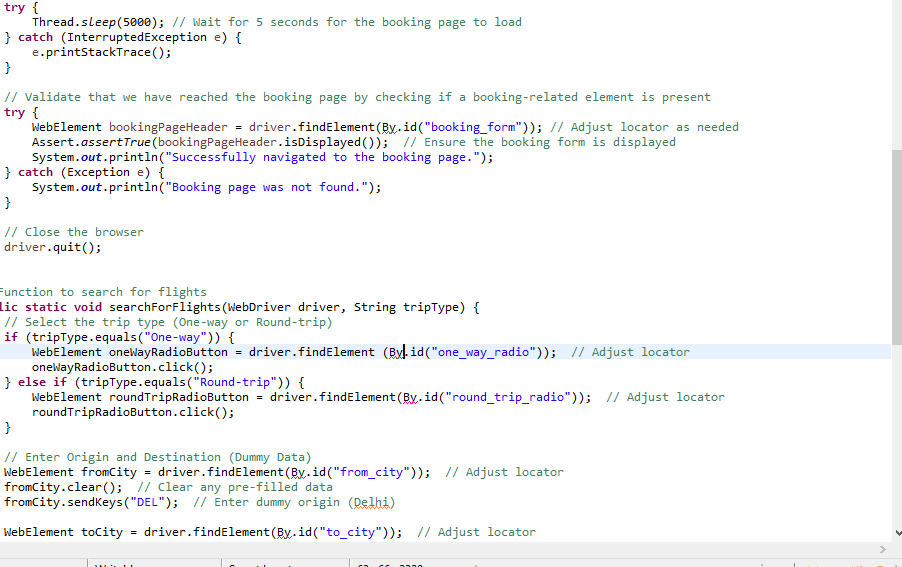 try {
Thread.sleep(5000); // Wait for 5 seconds for the booking page to load
} catch (InterruptedException e) {
e.printStackTrace();
}
// Validate that we have reached the booking page by checking if a booking-related element is present
try {
WebElement bookingPageHeader = driver.findElement(By.id("booking_form")); // Adjust locator as needed
Assert.assertTrue(bookingPageHeader.isDisplayed());  // Ensure the booking form is displayed
System.out.println("Successfully navigated to the booking page.");
} catch (Exception e) {
System.out.println("Booking page was not found.");
}
// Close the browser
driver.quit();
Function to search for flights
lic static void searchForFlights(WebDriver driver, String tripType) {
// Select the trip type (One-way or Round-trip)
if (tripType.equals("One-way")) {
WebElement oneWayRadioButton = driver.findElement (By.id("one_way_radio"));  // Adjust locator
oneWayRadioButton.click();
} else if (tripType.equals("Round-trip")) {
WebElement roundTripRadioButton = driver.findElement(By.id("round_trip_radio"));  // Adjust locator
roundTripRadioButton.click();
}
// Enter Origin and Destination (Dummy Data)
WebElement fromCity = driver.findElement(By.id("from_city"));  // Adjust locator
fromCity.clear();  // Clear any pre-filled data
fromCity.sendKeys("DEL");  // Enter dummy origin (Delhi)
WebElement toCity = driver.findElement(By.id("to_city"));  // Adjust locator